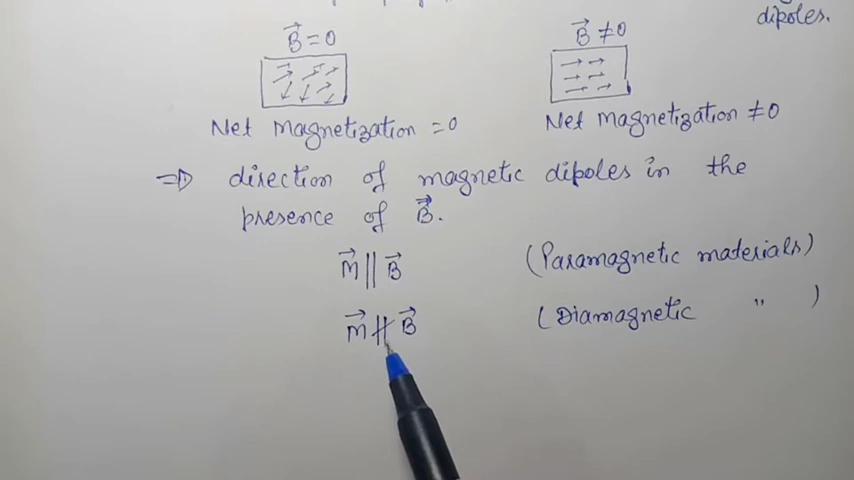 dipoles.
B⃗ = 0
B⃗ ≠ 0
Net magnetization = 0
Net magnetization ≠ 0
⇒ direction of magnetic dipoles in the
presence of B⃗.
M⃗ || B⃗ (Paramagnetic materials)
M⃗ ∦ B⃗ (Diamagnetic " )